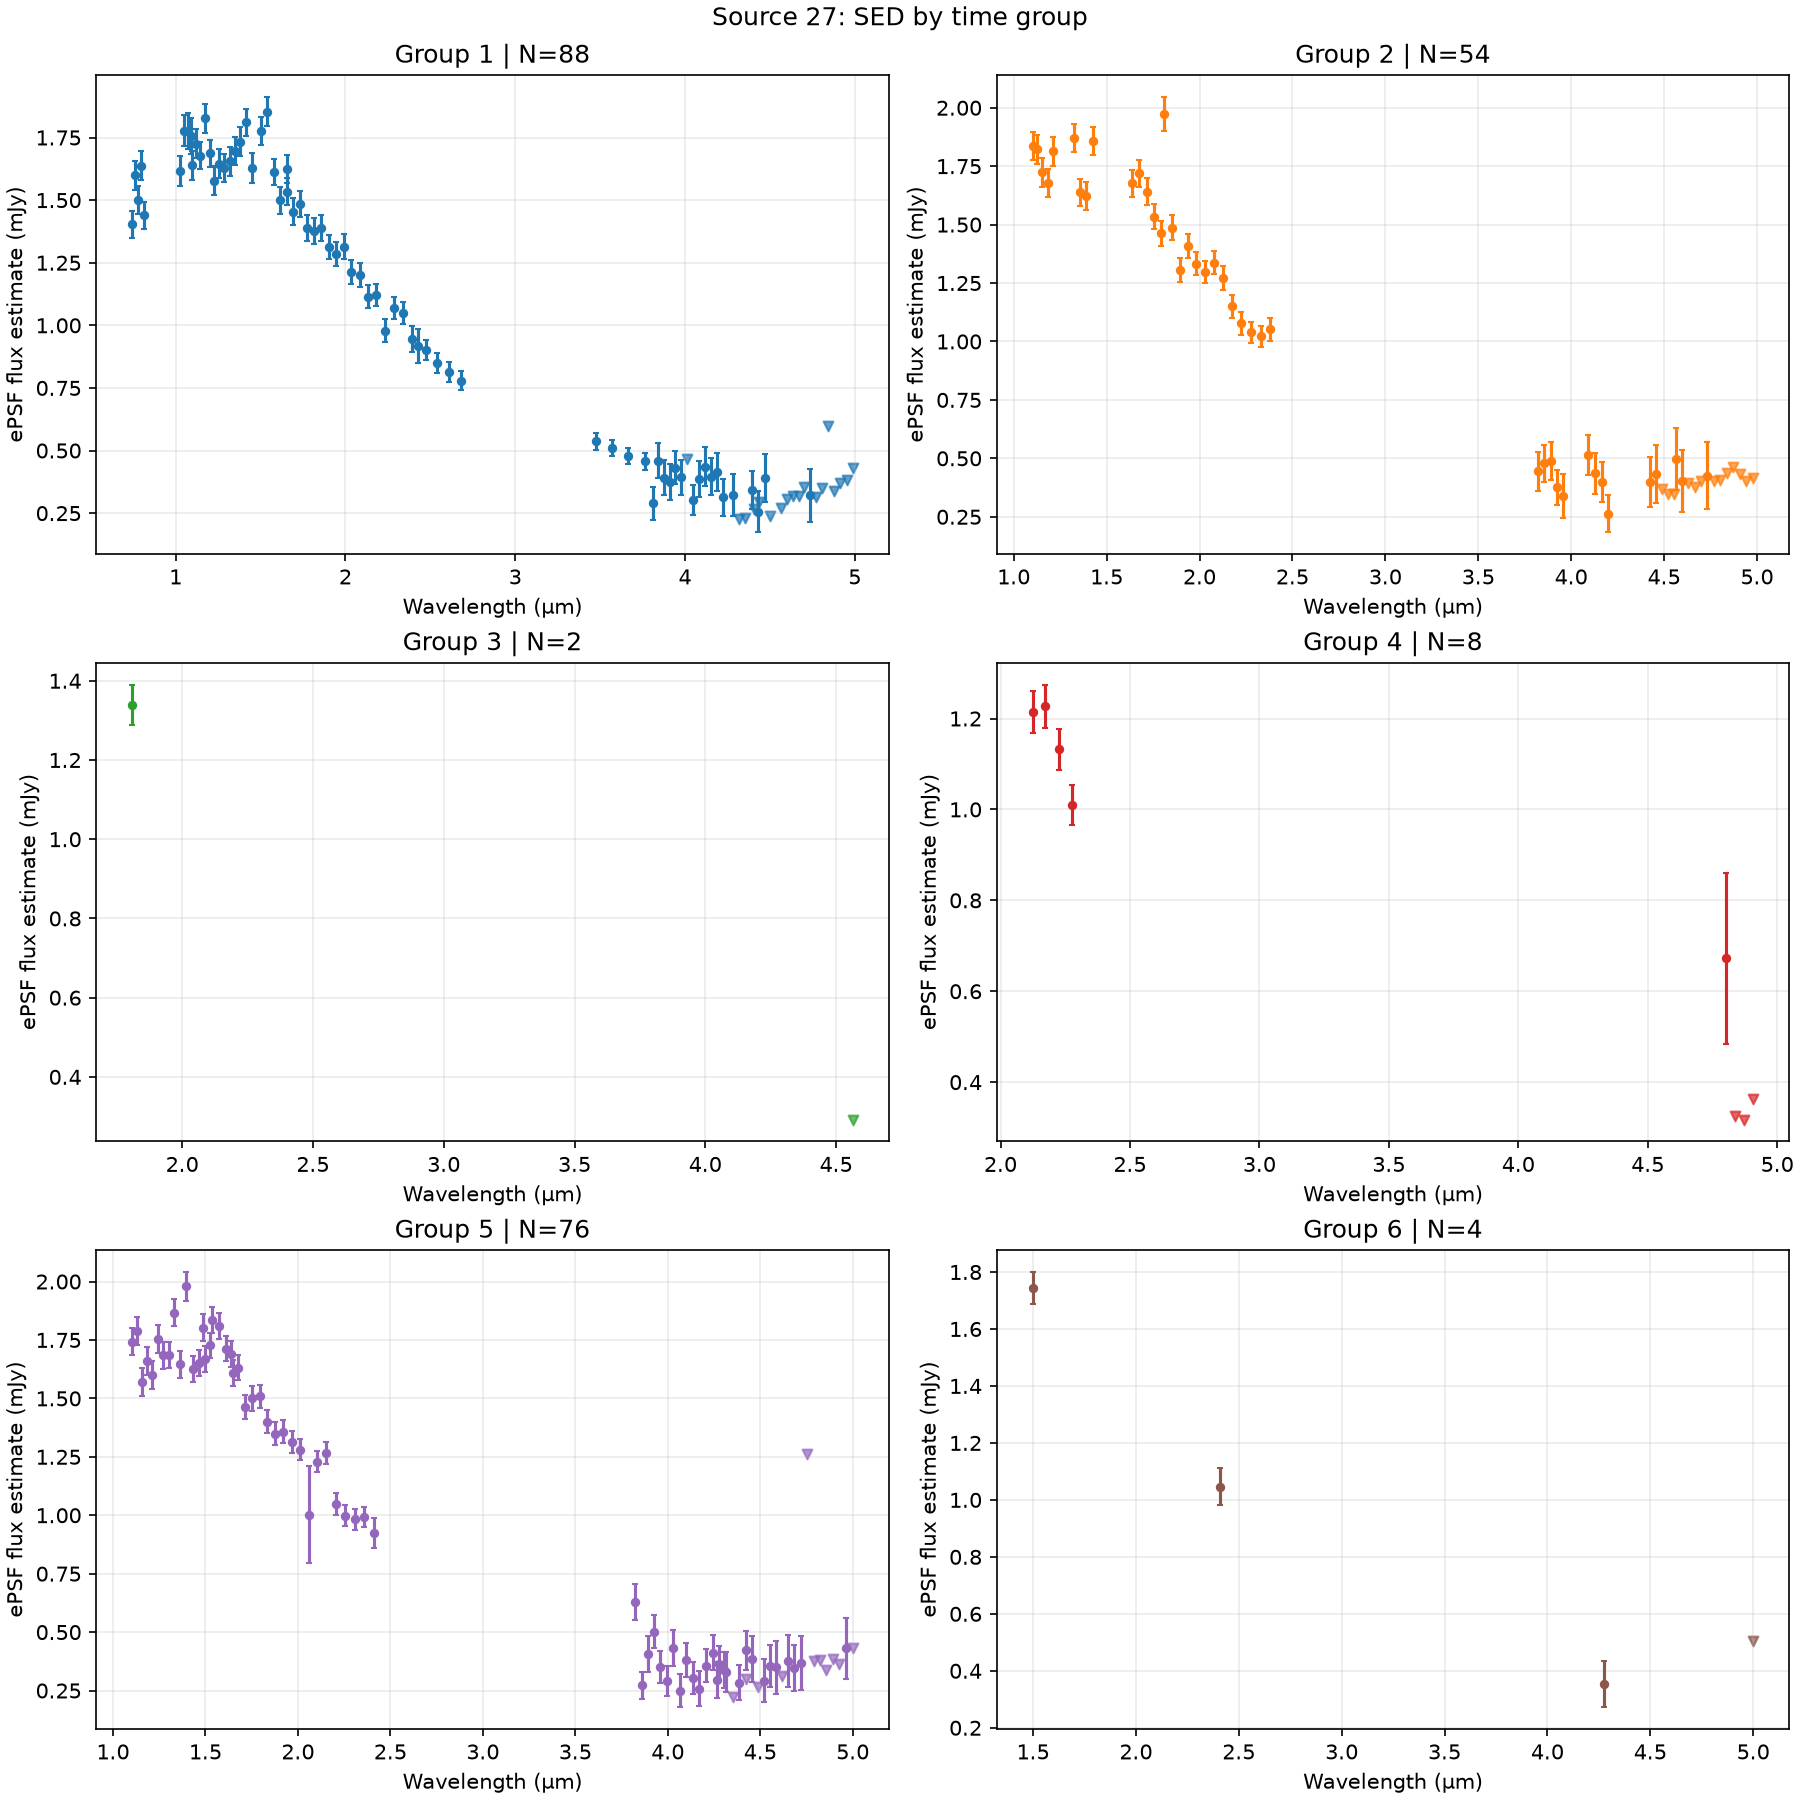 Source 27: SED by time group
Group 1 | N=88
ePSF flux estimate (mJy)
1.75
1.50
1.25
1.00
0.75
0.50
0.25
1 2 3 4 5
Wavelength (μm)
Group 2 | N=54
ePSF flux estimate (mJy)
2.00
1.75
1.50
1.25
1.00
0.75
0.50
0.25
1.0 1.5 2.0 2.5 3.0 3.5 4.0 4.5 5.0
Wavelength (μm)
Group 3 | N=2
ePSF flux estimate (mJy)
1.4
1.2
1.0
0.8
0.6
0.4
2.0 2.5 3.0 3.5 4.0 4.5
Wavelength (μm)
Group 4 | N=8
ePSF flux estimate (mJy)
1.2
1.0
0.8
0.6
0.4
2.0 2.5 3.0 3.5 4.0 4.5 5.0
Wavelength (μm)
Group 5 | N=76
ePSF flux estimate (mJy)
2.00
1.75
1.50
1.25
1.00
0.75
0.50
0.25
1.0 1.5 2.0 2.5 3.0 3.5 4.0 4.5 5.0
Wavelength (μm)
Group 6 | N=4
ePSF flux estimate (mJy)
1.8
1.6
1.4
1.2
1.0
0.8
0.6
0.4
0.2
1.5 2.0 2.5 3.0 3.5 4.0 4.5 5.0
Wavelength (μm)